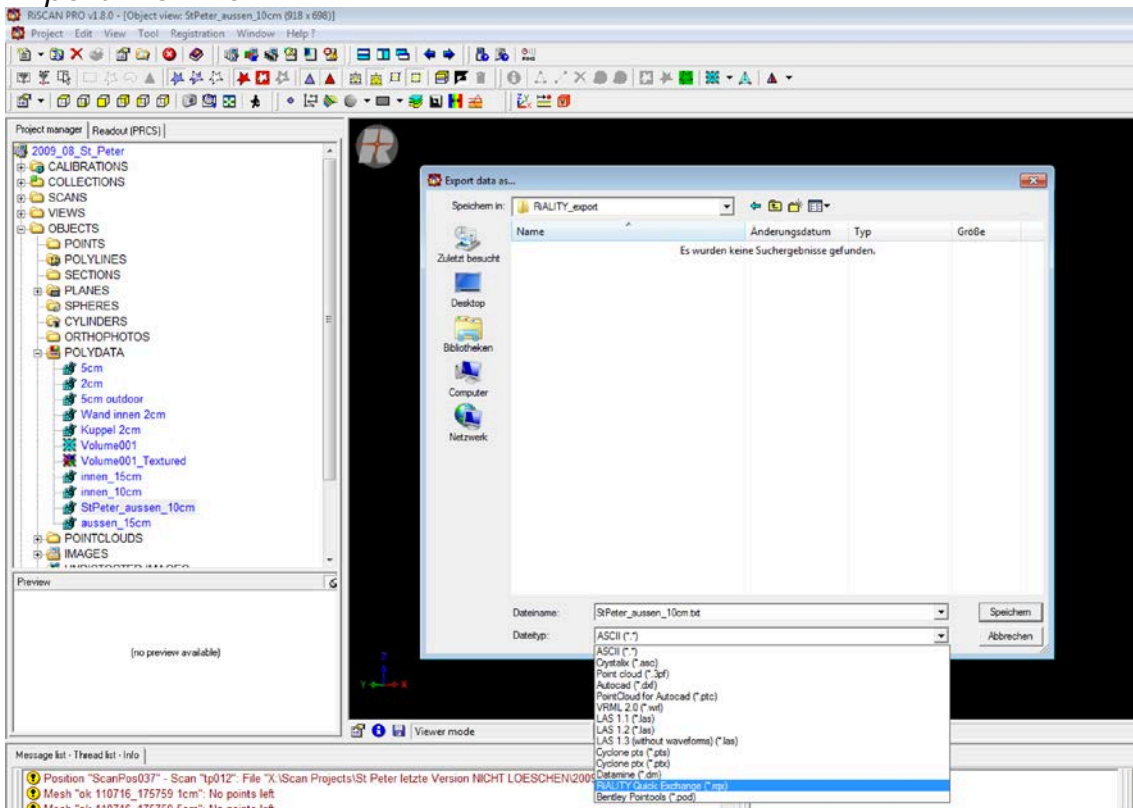 RiSCAN PRO v1.8.0 - [Object view: StPeter_aussen_10cm (918 x 698)]
Project Edit View Tool Registration Window Help ?
Project manager Readout (PRCS)
2009_08_St_Peter
CALIBRATIONS
COLLECTIONS
SCANS
VIEWS
OBJECTS
POINTS
POLYLINES
SECTIONS
PLANES
SPHERES
CYLINDERS
ORTHOPHOTOS
POLYDATA
5cm
2cm
5cm outdoor
Wand innen 2cm
Kuppel 2cm
Volume001
Volume001_Textured
innen_15cm
innen_10cm
StPeter_aussen_10cm
aussen_15cm
POINTCLOUDS
IMAGES
Preview
(no preview available)
Export data as...
Speichern in: RiALITY_export
Name Änderungsdatum Typ Größe
Es wurden keine Suchergebnisse gefunden.
Zuletzt besucht
Desktop
Bibliotheken
Computer
Netzwerk
Dateiname: StPeter_aussen_10cm.txt Speichern
Dateityp: ASCII (*.*) Abbrechen
ASCII (*.*)
Crystalix (*.asc)
Point cloud (*.3pf)
Autocad (*.dxf)
PointCloud for Autocad (*.ptc)
VRML 2.0 (*.wrl)
LAS 1.1 (*.las)
LAS 1.2 (*.las)
LAS 1.3 (without waveforms) (*.las)
Cyclone pts (*.pts)
Cyclone ptx (*.ptx)
Datamine (*.dm)
RiALITY Quick Exchange (*.rqx)
Bentley Pointools (*.pod)
Z
Y X
Viewer mode
Message list - Thread list - Info
Position "ScanPos037" - Scan "tp012": File "X:\Scan Projects\St Peter letzte Version NICHT LOESCHEN\2009
Mesh "ok 110716_175759 1cm": No points left
Mesh "ok 110716_175759 5cm": No points left